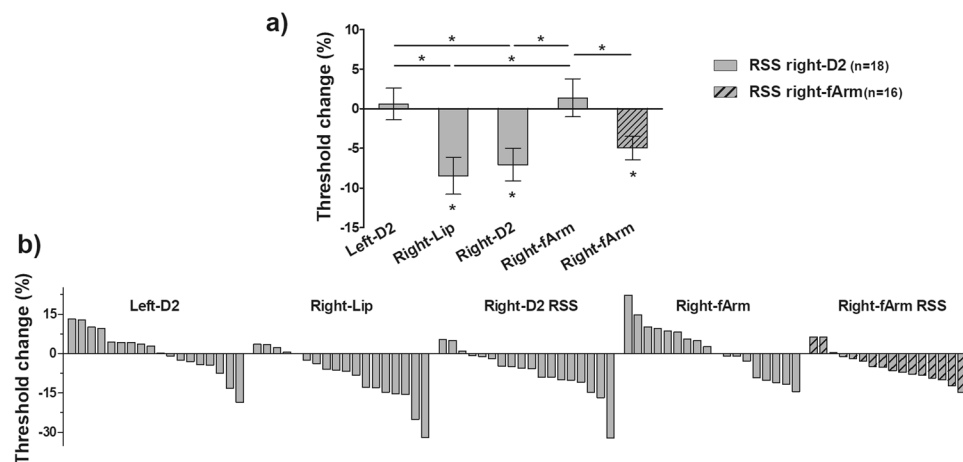 a)
Threshold change (%)
10
5
0
-5
-10
-15
* *
* * *
* * *
Left-D2
Right-Lip
Right-D2
Right-fArm
Right-fArm
RSS right-D2 (n=18)
RSS right-fArm(n=16)
b)
Threshold change (%)
15
0
-15
-30
Left-D2
Right-Lip
Right-D2 RSS
Right-fArm
Right-fArm RSS